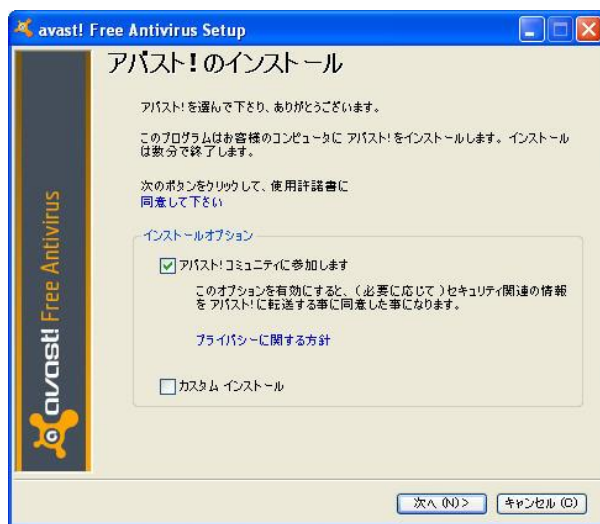 avast! Free Antivirus Setup
アバスト!のインストール
アバスト!を選んで下さり、ありがとうございます。
このプログラムはお客様のコンピュータに アバスト!をインストールします。インストール
は数分で終了します。
次のボタンをクリックして、使用許諾書に
同意して下さい
インストールオプション
アバスト!コミュニティに参加します
このオプションを有効にすると、(必要に応じて)セキュリティ関連の情報
を アバスト!に転送する事に同意した事になります。
プライバシーに関する方針
カスタム インストール
avast! Free Antivirus
次へ (N) >
キャンセル (C)